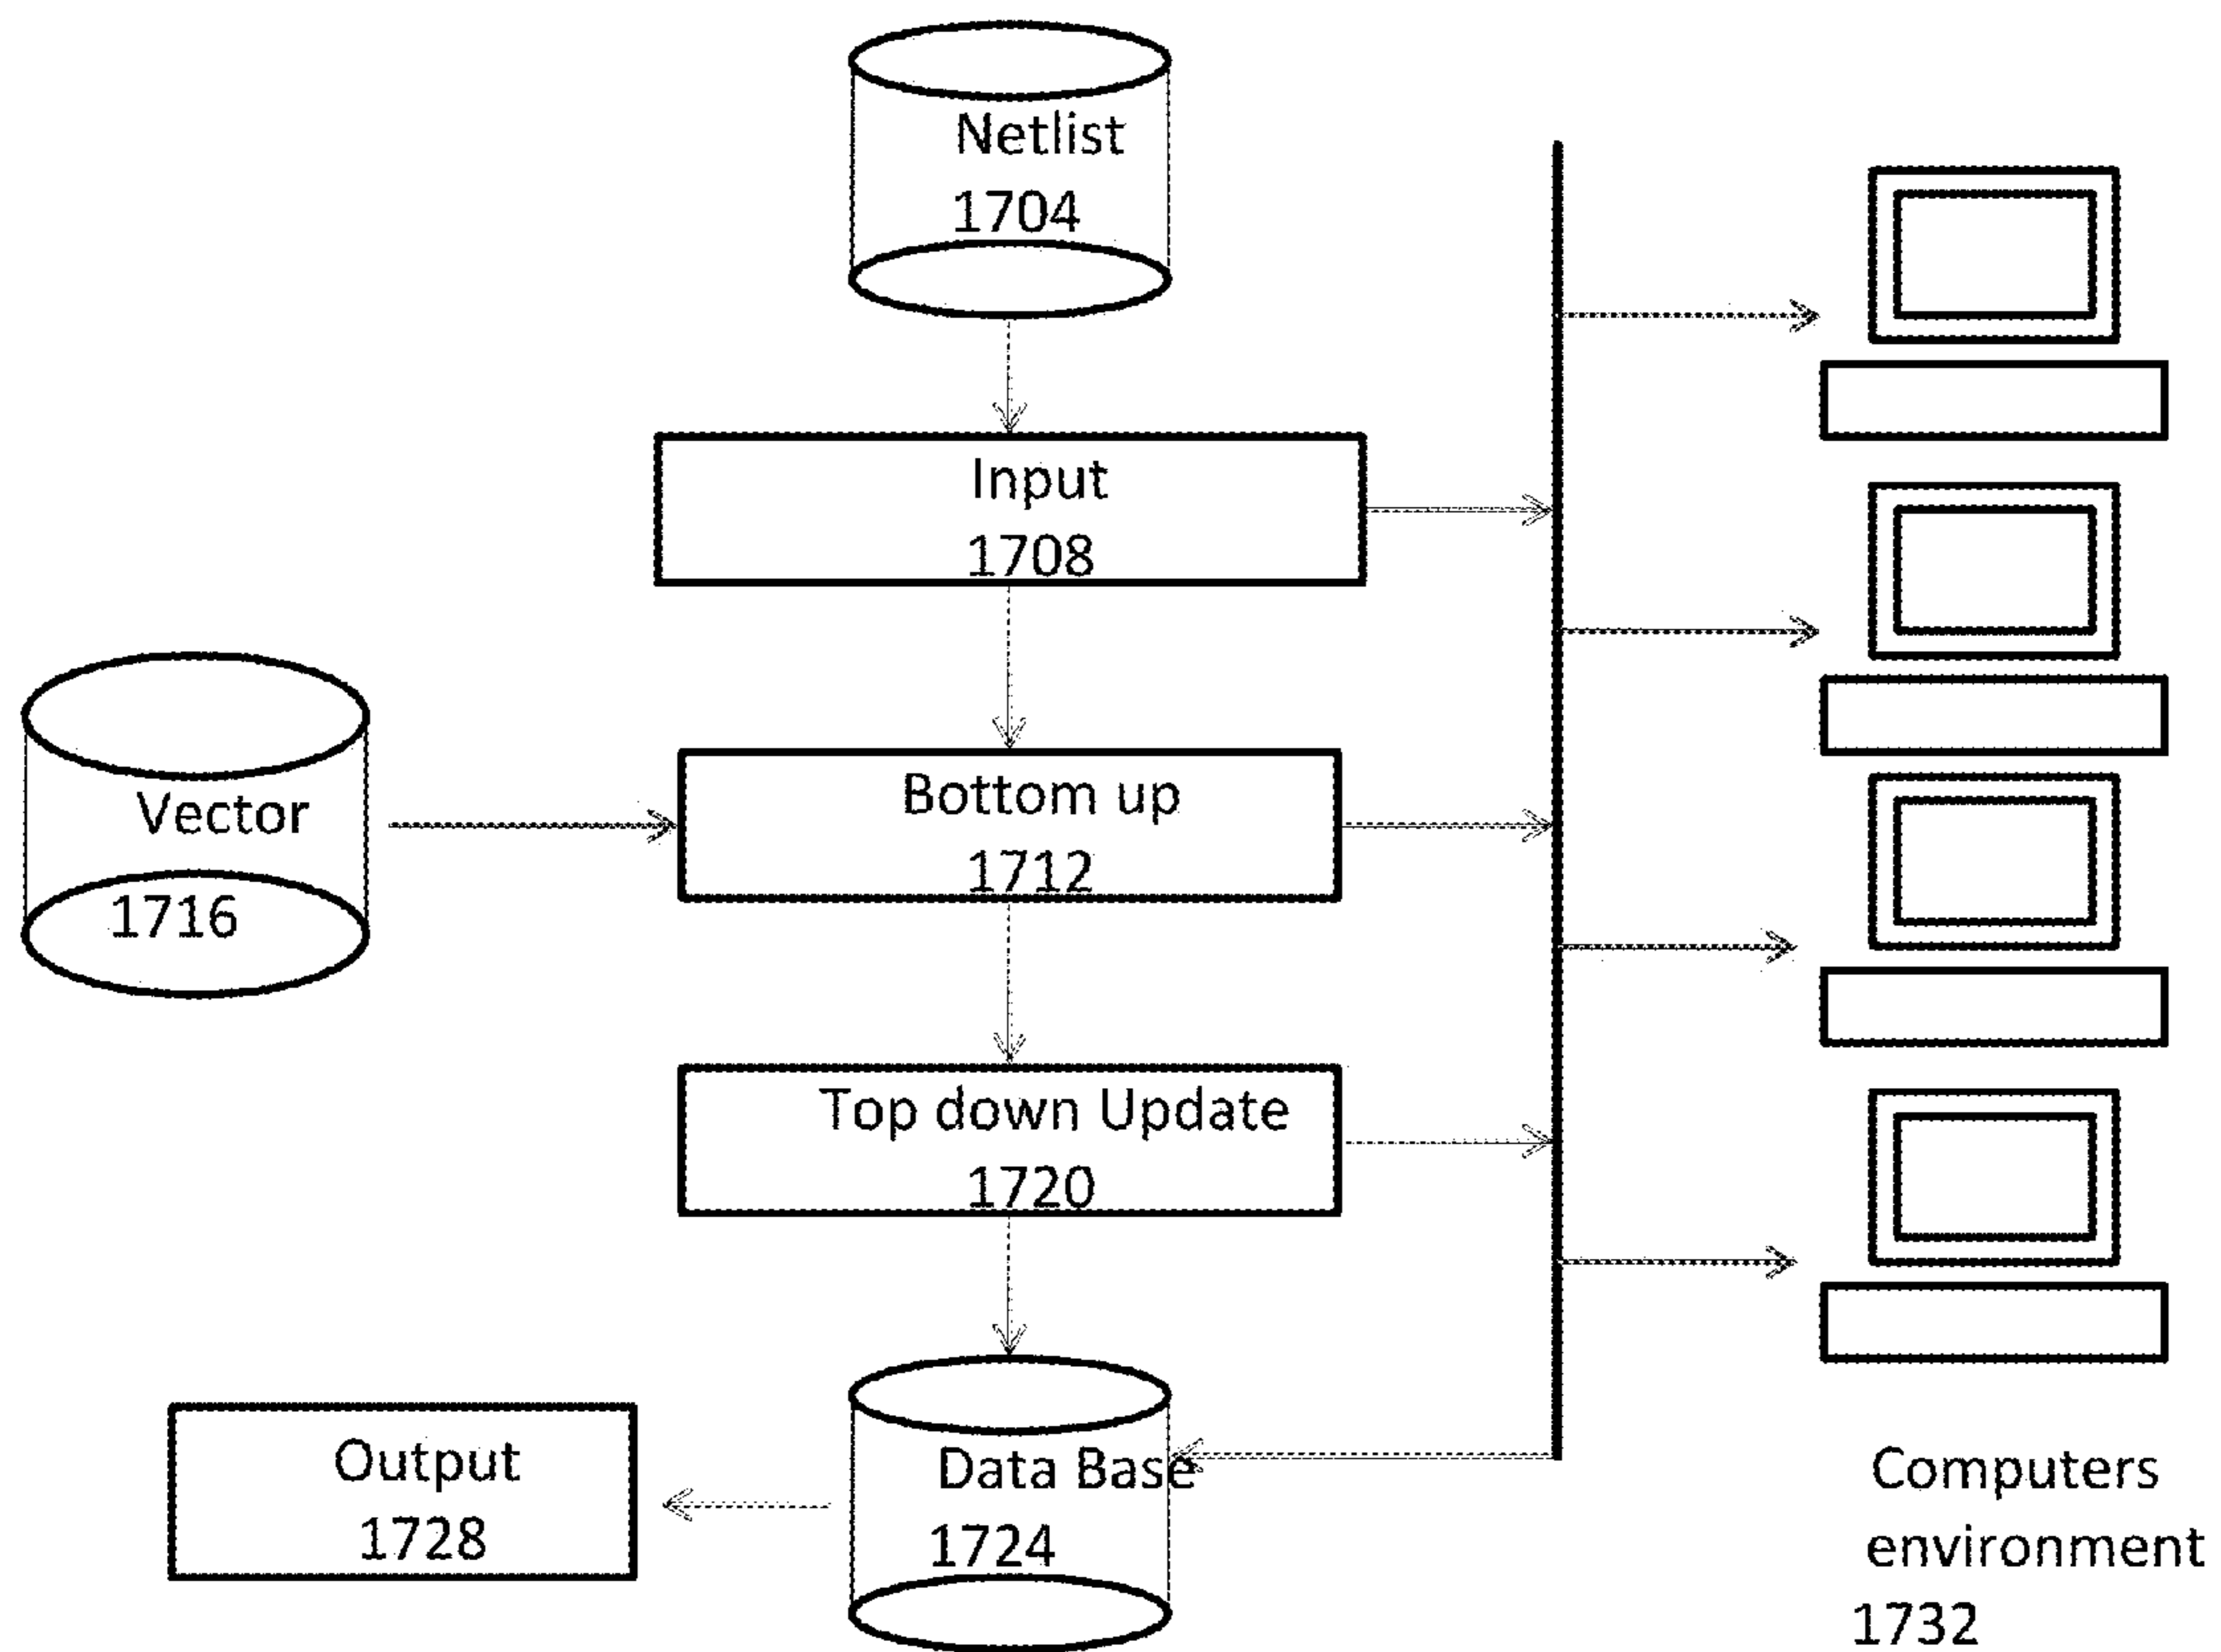 Netlist
1704
Input
1708
Bottom up
1712
Vector
1716
Top down Update
1720
Data Base
1724
Output
1728
Computers
environment
1732